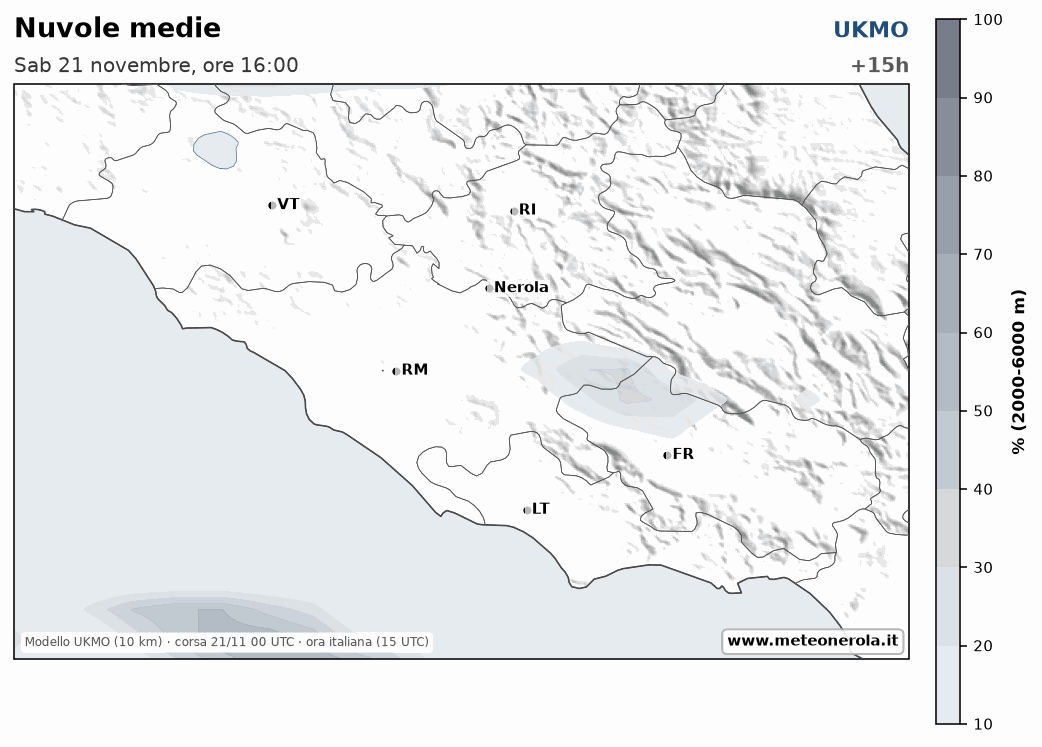 Nuvole medie
UKMO
Sab 21 novembre, ore 16:00
+15h
VT
RI
Nerola
RM
FR
LT
Modello UKMO (10 km) · corsa 21/11 00 UTC · ora italiana (15 UTC)
www.meteonerola.it
100
90
80
70
60
50
40
30
20
10
% (2000-6000 m)